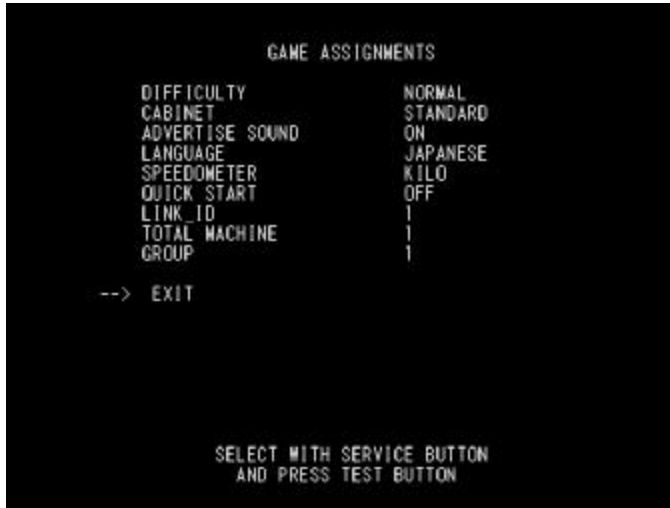 GAME ASSIGNMENTS
DIFFICULTY NORMAL
CABINET STANDARD
ADVERTISE SOUND ON
LANGUAGE JAPANESE
SPEEDOMETER KILO
QUICK START OFF
LINK_ID 1
TOTAL MACHINE 1
GROUP 1
--> EXIT
SELECT WITH SERVICE BUTTON
AND PRESS TEST BUTTON